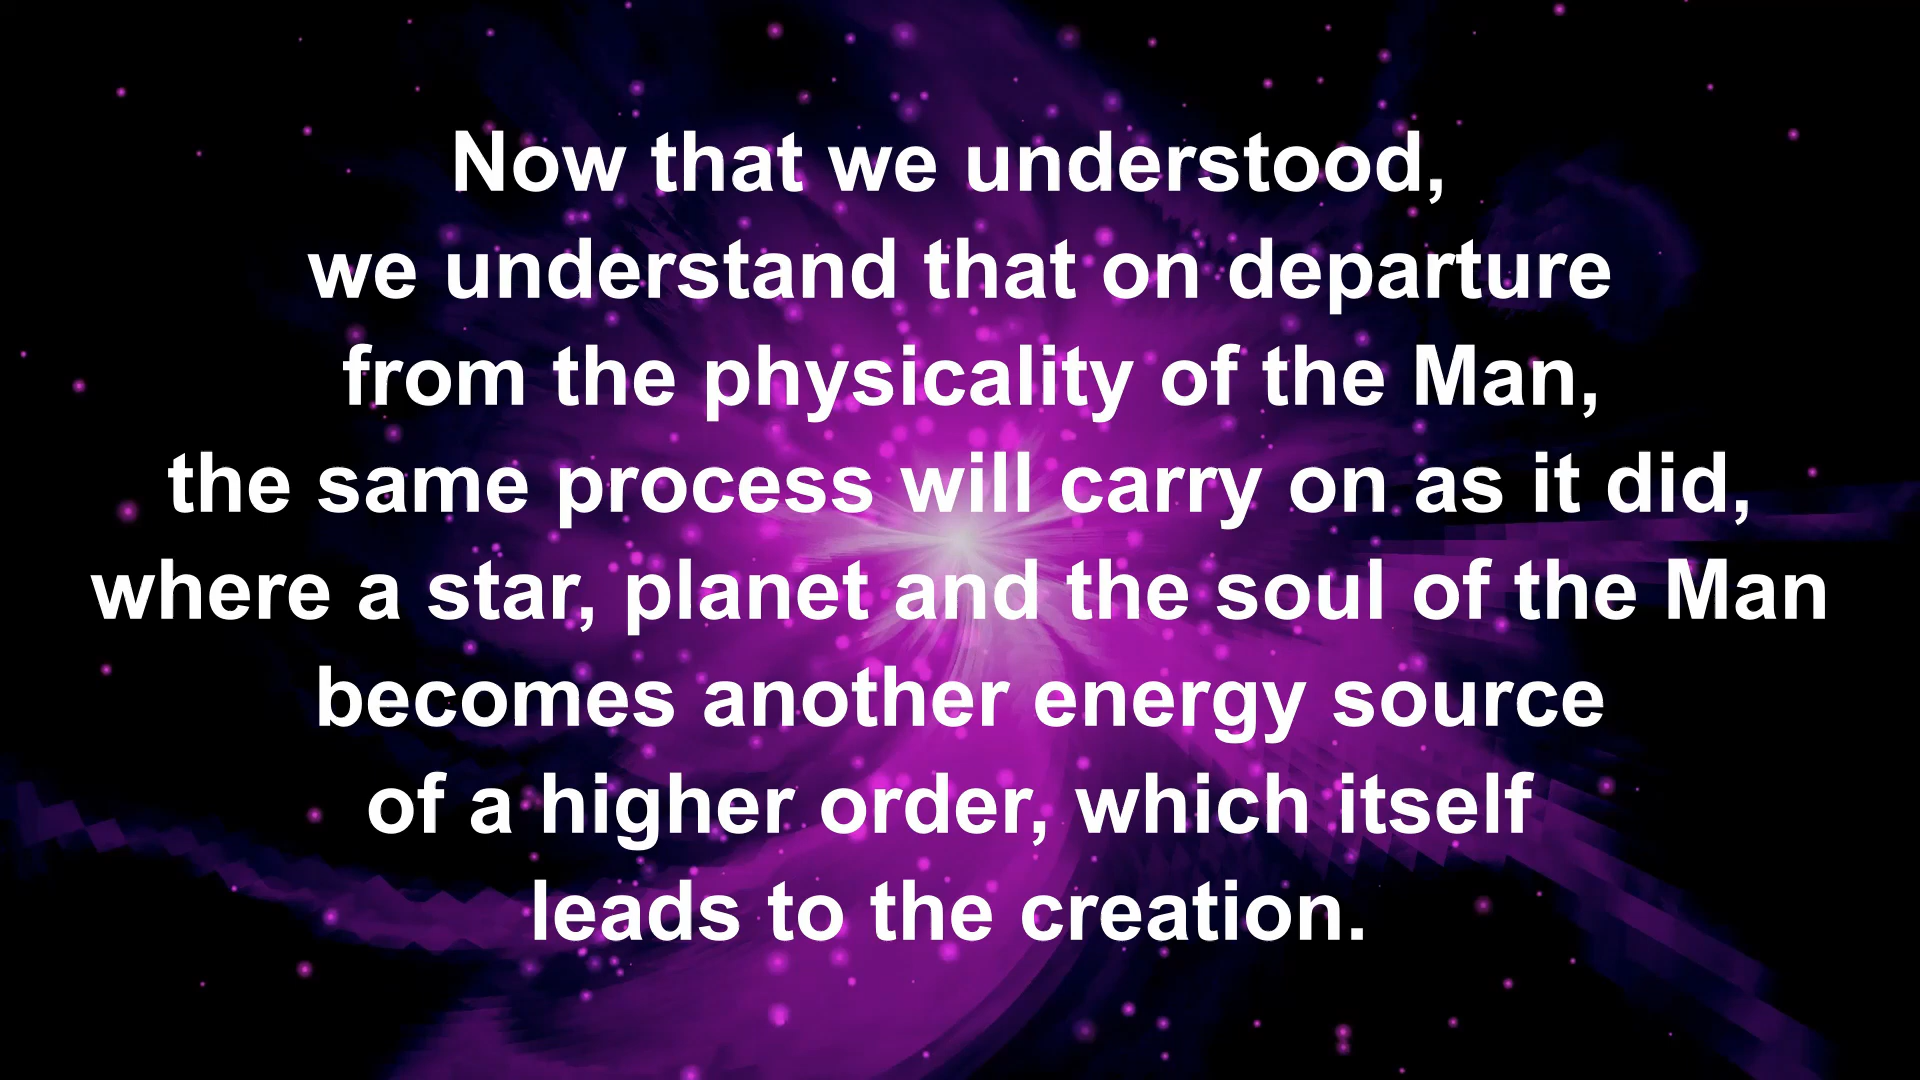 Now that we understood,
we understand that on departure
from the physicality of the Man,
the same process will carry on as it did,
where a star, planet and the soul of the Man
becomes another energy source
of a higher order, which itself
leads to the creation.